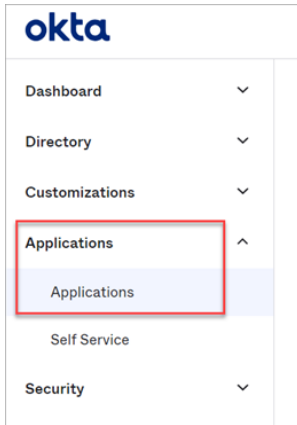 okta
Dashboard
Directory
Customizations
Applications
Applications
Self Service
Security